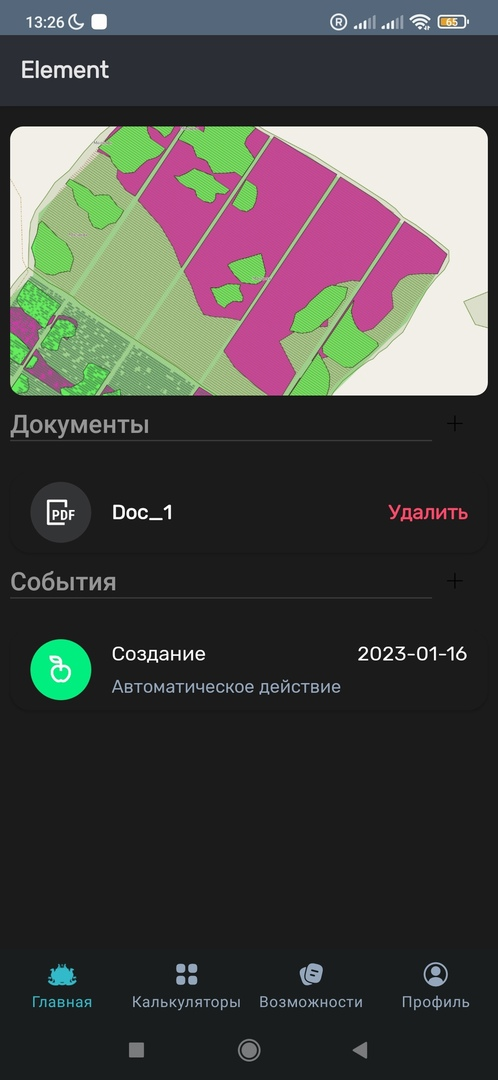 13:26
R
65
Element
Документы
PDF
Doc_1
Удалить
События
Создание
2023-01-16
Автоматическое действие
Главная
Калькуляторы
Возможности
Профиль